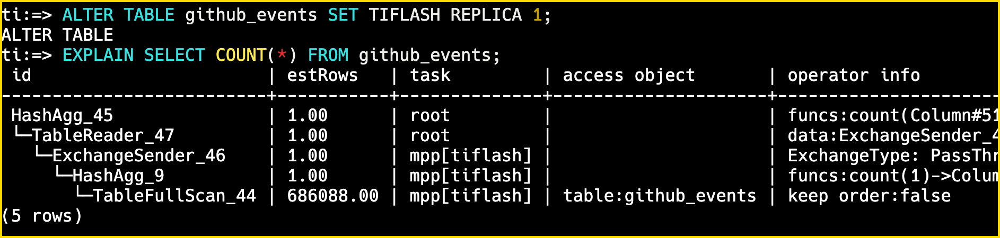 ti:=> ALTER TABLE github_events SET TIFLASH REPLICA 1;
ALTER TABLE
ti:=> EXPLAIN SELECT COUNT(*) FROM github_events;
 id                      | estRows   | task         | access object       | operator info
--------------------------+-----------+--------------+---------------------+----------------------
 HashAgg_45               | 1.00      | root         |                     | funcs:count(Column#51
 └─TableReader_47         | 1.00      | root         |                     | data:ExchangeSender_4
   └─ExchangeSender_46    | 1.00      | mpp[tiflash] |                     | ExchangeType: PassThr
     └─HashAgg_9          | 1.00      | mpp[tiflash] |                     | funcs:count(1)->Colum
       └─TableFullScan_44 | 686088.00 | mpp[tiflash] | table:github_events | keep order:false
(5 rows)